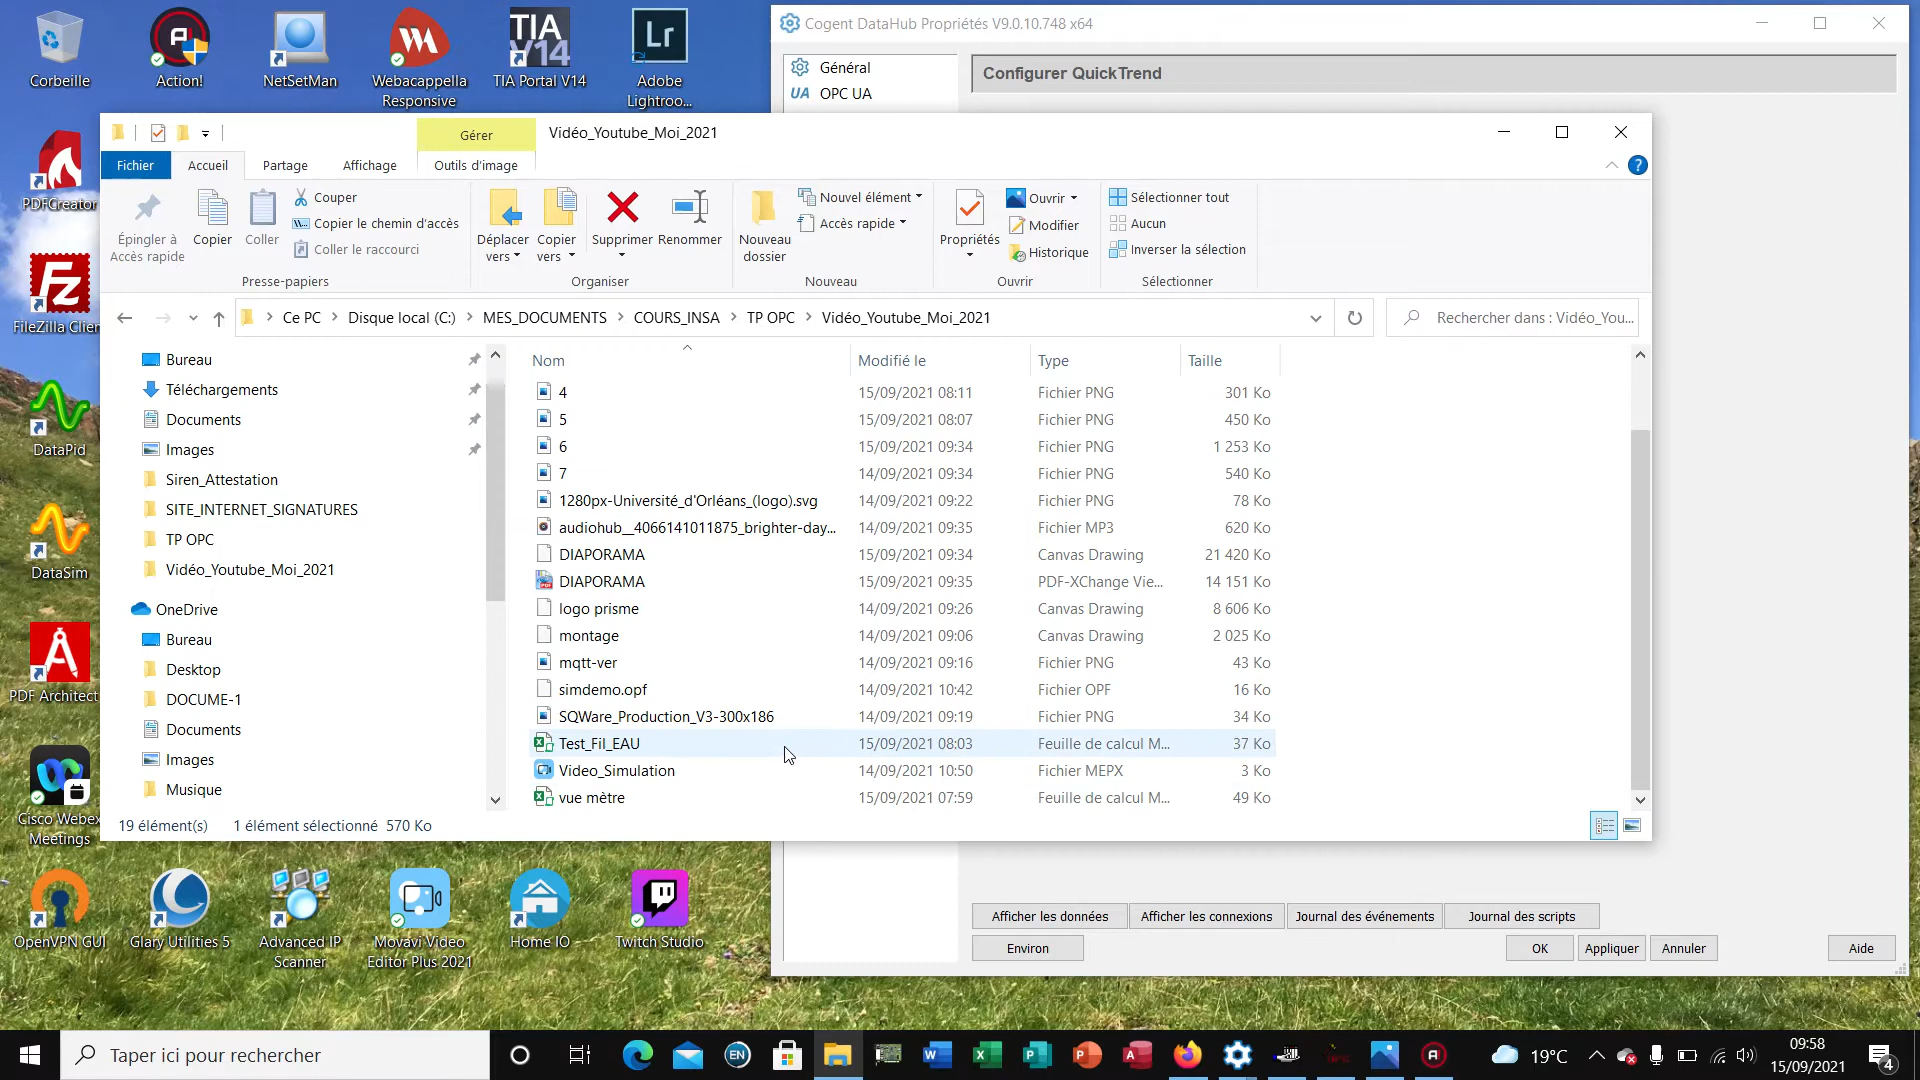 Corbeille
Action!
NetSetMan
Webacappella
Responsive
TIA
V14
TIA Portal V14
Lr
Adobe
Lightroo...
Cogent DataHub Propriétés V9.0.10.748 x64
Général
UA OPC UA
Configurer QuickTrend
Gérer
Vidéo_Youtube_Moi_2021
Fichier
Accueil
Partage
Affichage
Outils d'image
Épingler à
Accès rapide
Copier
Coller
Couper
Copier le chemin d'accès
Coller le raccourci
Presse-papiers
Déplacer
vers
Copier
vers
Supprimer
Renommer
Organiser
Nouveau
dossier
Nouvel élément
Accès rapide
Nouveau
Propriétés
Ouvrir
Modifier
Historique
Ouvrir
Sélectionner tout
Aucun
Inverser la sélection
Sélectionner
Ce PC > Disque local (C:) > MES_DOCUMENTS > COURS_INSA > TP OPC > Vidéo_Youtube_Moi_2021
Rechercher dans : Vidéo_You...
PDFCreator
Fz
FileZilla Clien
DataPid
DataSim
PDF Architect
Cisco Webex
Meetings
Bureau
Téléchargements
Documents
Images
Siren_Attestation
SITE_INTERNET_SIGNATURES
TP OPC
Vidéo_Youtube_Moi_2021
OneDrive
Bureau
Desktop
DOCUME-1
Documents
Images
Musique
Nom Modifié le Type Taille
4 15/09/2021 08:11 Fichier PNG 301 Ko
5 15/09/2021 08:07 Fichier PNG 450 Ko
6 15/09/2021 09:34 Fichier PNG 1 253 Ko
7 14/09/2021 09:34 Fichier PNG 540 Ko
1280px-Université_d'Orléans_(logo).svg 14/09/2021 09:22 Fichier PNG 78 Ko
audiohub__4066141011875_brighter-day... 14/09/2021 09:35 Fichier MP3 620 Ko
DIAPORAMA 15/09/2021 09:34 Canvas Drawing 21 420 Ko
DIAPORAMA 15/09/2021 09:35 PDF-XChange Vie... 14 151 Ko
logo prisme 14/09/2021 09:26 Canvas Drawing 8 606 Ko
montage 14/09/2021 09:06 Canvas Drawing 2 025 Ko
mqtt-ver 14/09/2021 09:16 Fichier PNG 43 Ko
simdemo.opf 14/09/2021 10:42 Fichier OPF 16 Ko
SQWare_Production_V3-300x186 14/09/2021 09:19 Fichier PNG 34 Ko
Test_Fil_EAU 15/09/2021 08:03 Feuille de calcul M... 37 Ko
Video_Simulation 14/09/2021 10:50 Fichier MEPX 3 Ko
vue mètre 15/09/2021 07:59 Feuille de calcul M... 49 Ko
19 élément(s) 1 élément sélectionné 570 Ko
OpenVPN GUI
Glary Utilities 5
Advanced IP
Scanner
Movavi Video
Editor Plus 2021
Home IO
Twitch Studio
Afficher les données
Afficher les connexions
Journal des événements
Journal des scripts
Environ
OK
Appliquer
Annuler
Aide
Taper ici pour rechercher
EN
19°C
09:58
15/09/2021
4